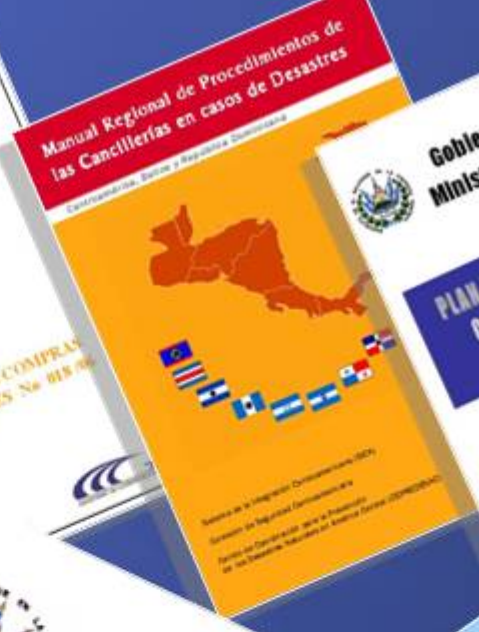 Manual Regional de Procedimientos de
las Cancillerías en casos de Desastres
Centroamérica, Belice y República Dominicana
Sistema de la Integración Centroamericana (SICA)
Comisión de Seguridad Centroamericana
Centro de Coordinación para la Prevención
de los Desastres Naturales en América Central (CEPREDENAC)
Gobie
Minis
PLAN
COMPRAS
ES No 015